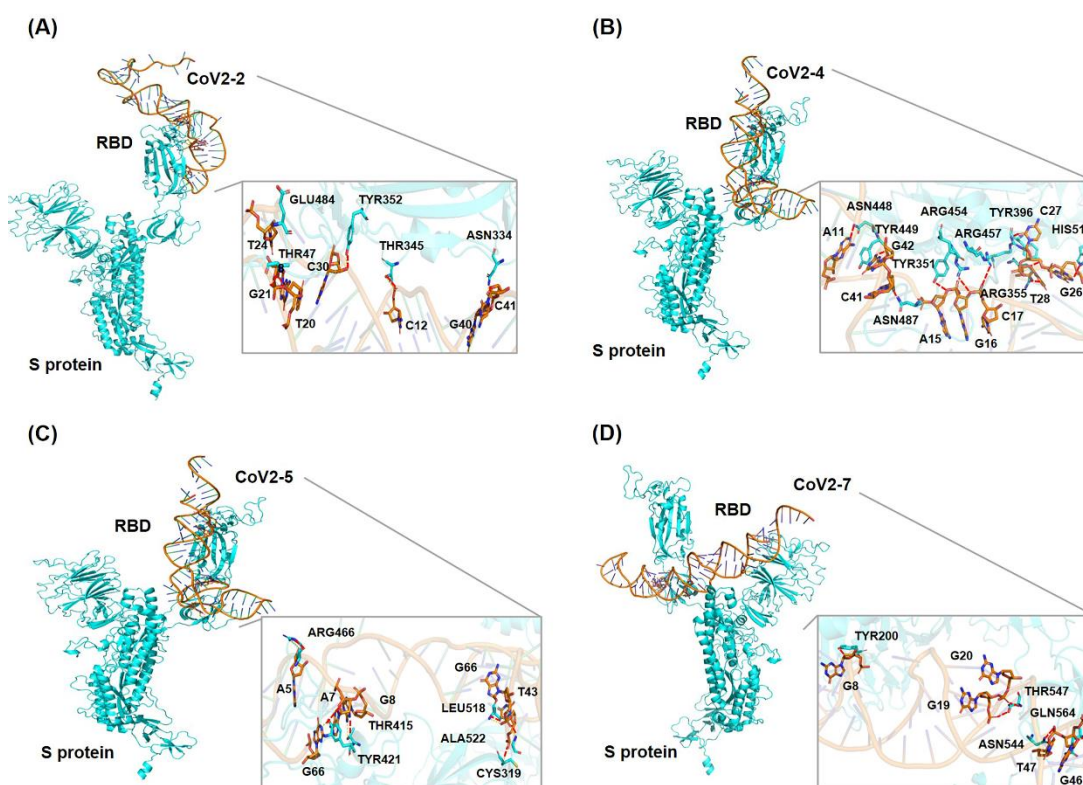 (A)
CoV2-2
RBD
S protein
GLU484
TYR352
T24
THR47
C30
G21
T20
THR345
C12
ASN334
C41
G40
(B)
CoV2-4
RBD
S protein
ASN448
A11
TYR449
G42
TYR351
C41
ASN487
ARG454
ARG457
TYR396
C27
HIS51
ARG355
G26
T28
C17
G16
A15
(C)
CoV2-5
RBD
S protein
ARG466
A5
A7
G8
THR415
TYR421
G66
G66
T43
LEU518
ALA522
CYS319
(D)
CoV2-7
RBD
S protein
TYR200
G8
G20
G19
THR547
GLN564
ASN544
T47
G46